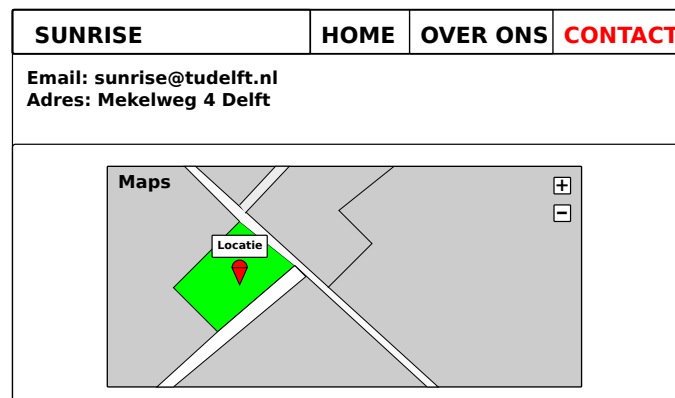 SUNRISE HOME OVER ONS CONTACT
Email: sunrise@tudelft.nl
Adres: Mekelweg 4 Delft
Maps
+
Locatie
−